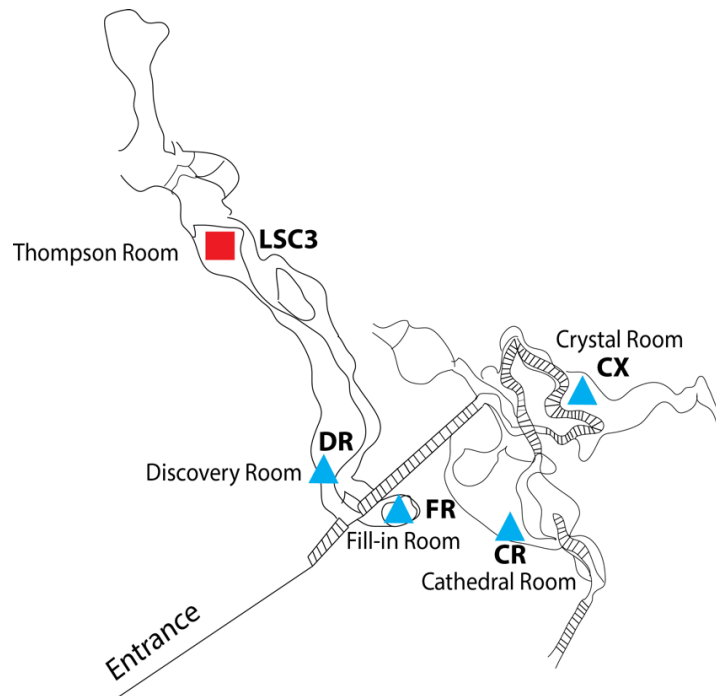 LSC3
Thompson Room
Crystal Room
CX
DR
Discovery Room
FR
Fill-in Room
CR
Cathedral Room
Entrance